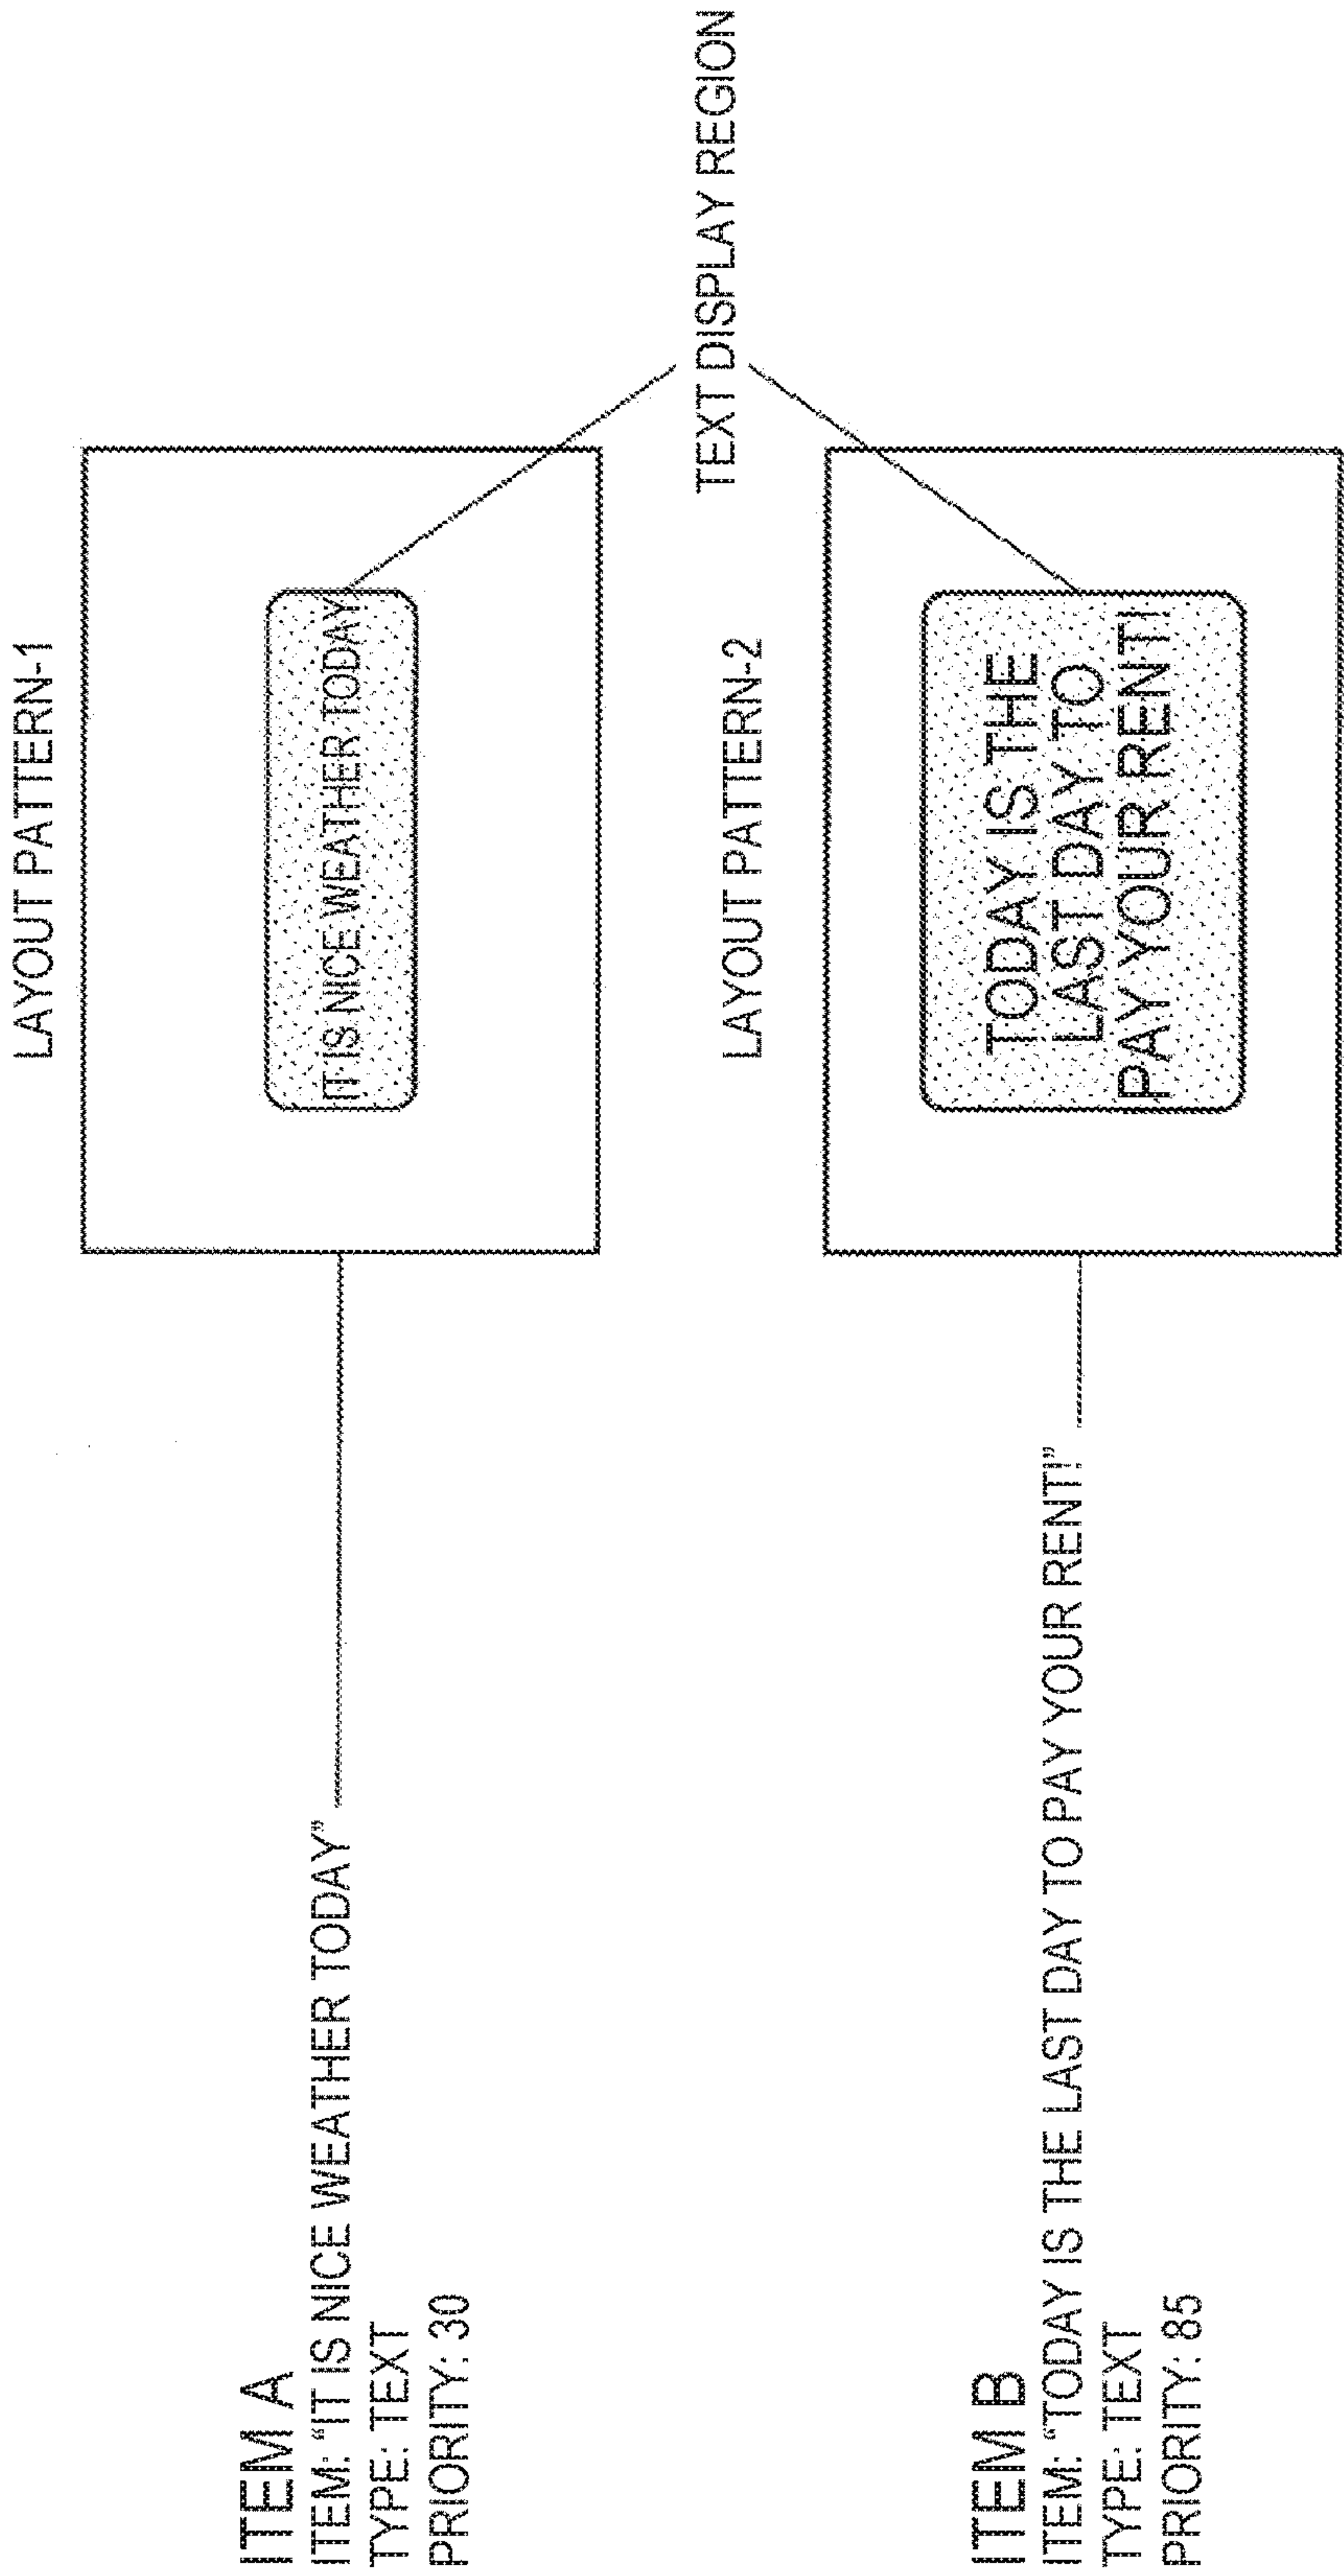 ITEM A
ITEM: "IT IS NICE WEATHER TODAY"
TYPE: TEXT
PRIORITY: 30
LAYOUT PATTERN-1
IT IS NICE WEATHER TODAY
TEXT DISPLAY REGION
ITEM B
ITEM: "TODAY IS THE LAST DAY TO PAY YOUR RENT!"
TYPE: TEXT
PRIORITY: 85
LAYOUT PATTERN-2
TODAY IS THE
LAST DAY TO
PAY YOUR RENT!